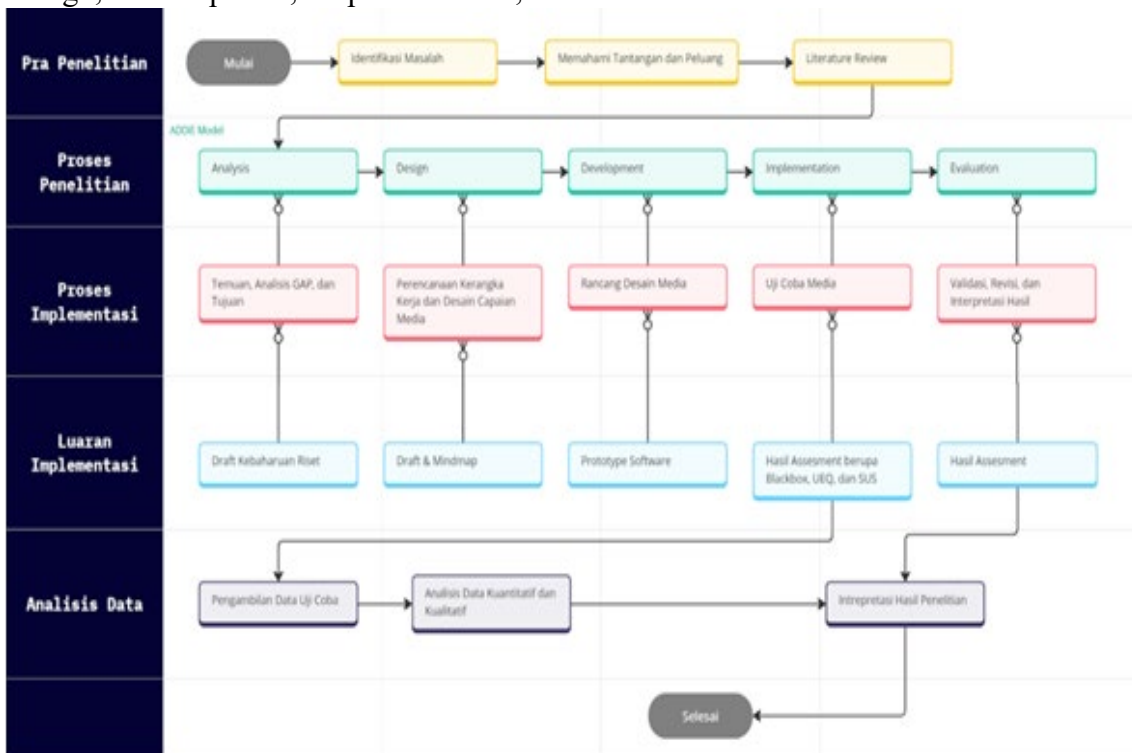 Pra Penelitian
Mulai
Identifikasi Masalah
Memahami Tantangan dan Peluang
Literature Review
ADDIE Model
Proses
Penelitian
Analysis
Design
Development
Implementation
Evaluation
Proses
Implementasi
Temuan, Analisis GAP, dan
Tujuan
Perencanaan Kerangka
Kerja dan Desain Capaian
Media
Rancang Desain Media
Uji Coba Media
Validasi, Revisi, dan
Interpretasi Hasil
Luaran
Implementasi
Draft Kebaharuan Riset
Draft & Mindmap
Prototype Software
Hasil Assesment berupa
Blackbox, UEQ, dan SUS
Hasil Assesment
Analisis Data
Pengambilan Data Uji Coba
Analisis Data Kuantitatif dan
Kualitatif
Intrepretasi Hasil Penelitian
Selesai